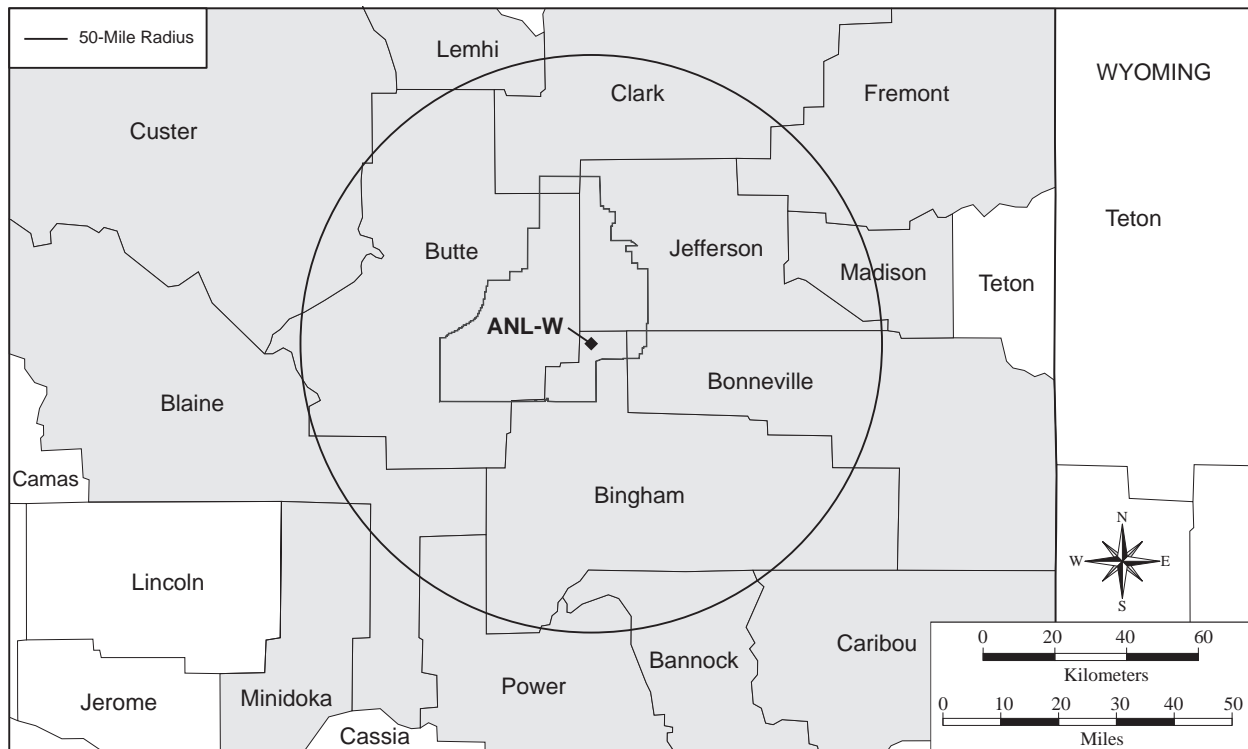 50-Mile Radius
Lemhi
Clark
Fremont
WYOMING
Custer
Teton
Butte
Jefferson
Madison
Teton
ANL-W
Bonneville
Blaine
Camas
Bingham
N
W
E
S
Lincoln
0 20 40 60
Kilometers
Caribou
Bannock
Power
Minidoka
Jerome
0 10 20 30 40 50
Miles
Cassia